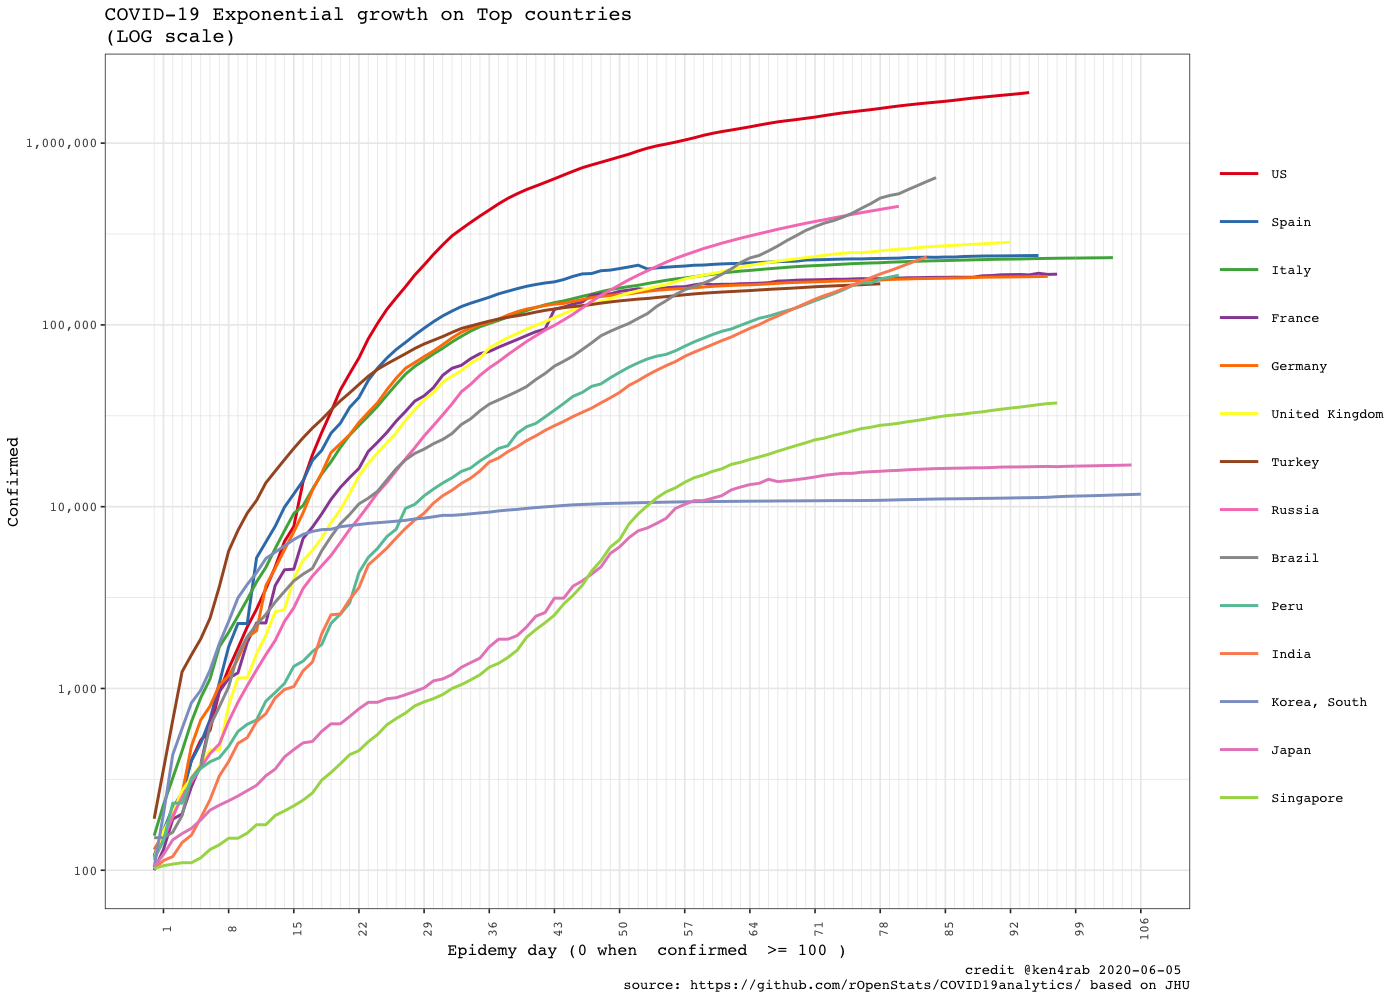 COVID-19 Exponential growth on Top countries
(LOG scale)
Confirmed
1,000,000
100,000
10,000
1,000
100
1 8 15 22 29 36 43 50 57 64 71 78 85 92 99 106
Epidemy day (0 when  confirmed  >= 100 )
US
Spain
Italy
France
Germany
United Kingdom
Turkey
Russia
Brazil
Peru
India
Korea, South
Japan
Singapore
credit @ken4rab 2020-06-05
source: https://github.com/rOpenStats/COVID19analytics/ based on JHU